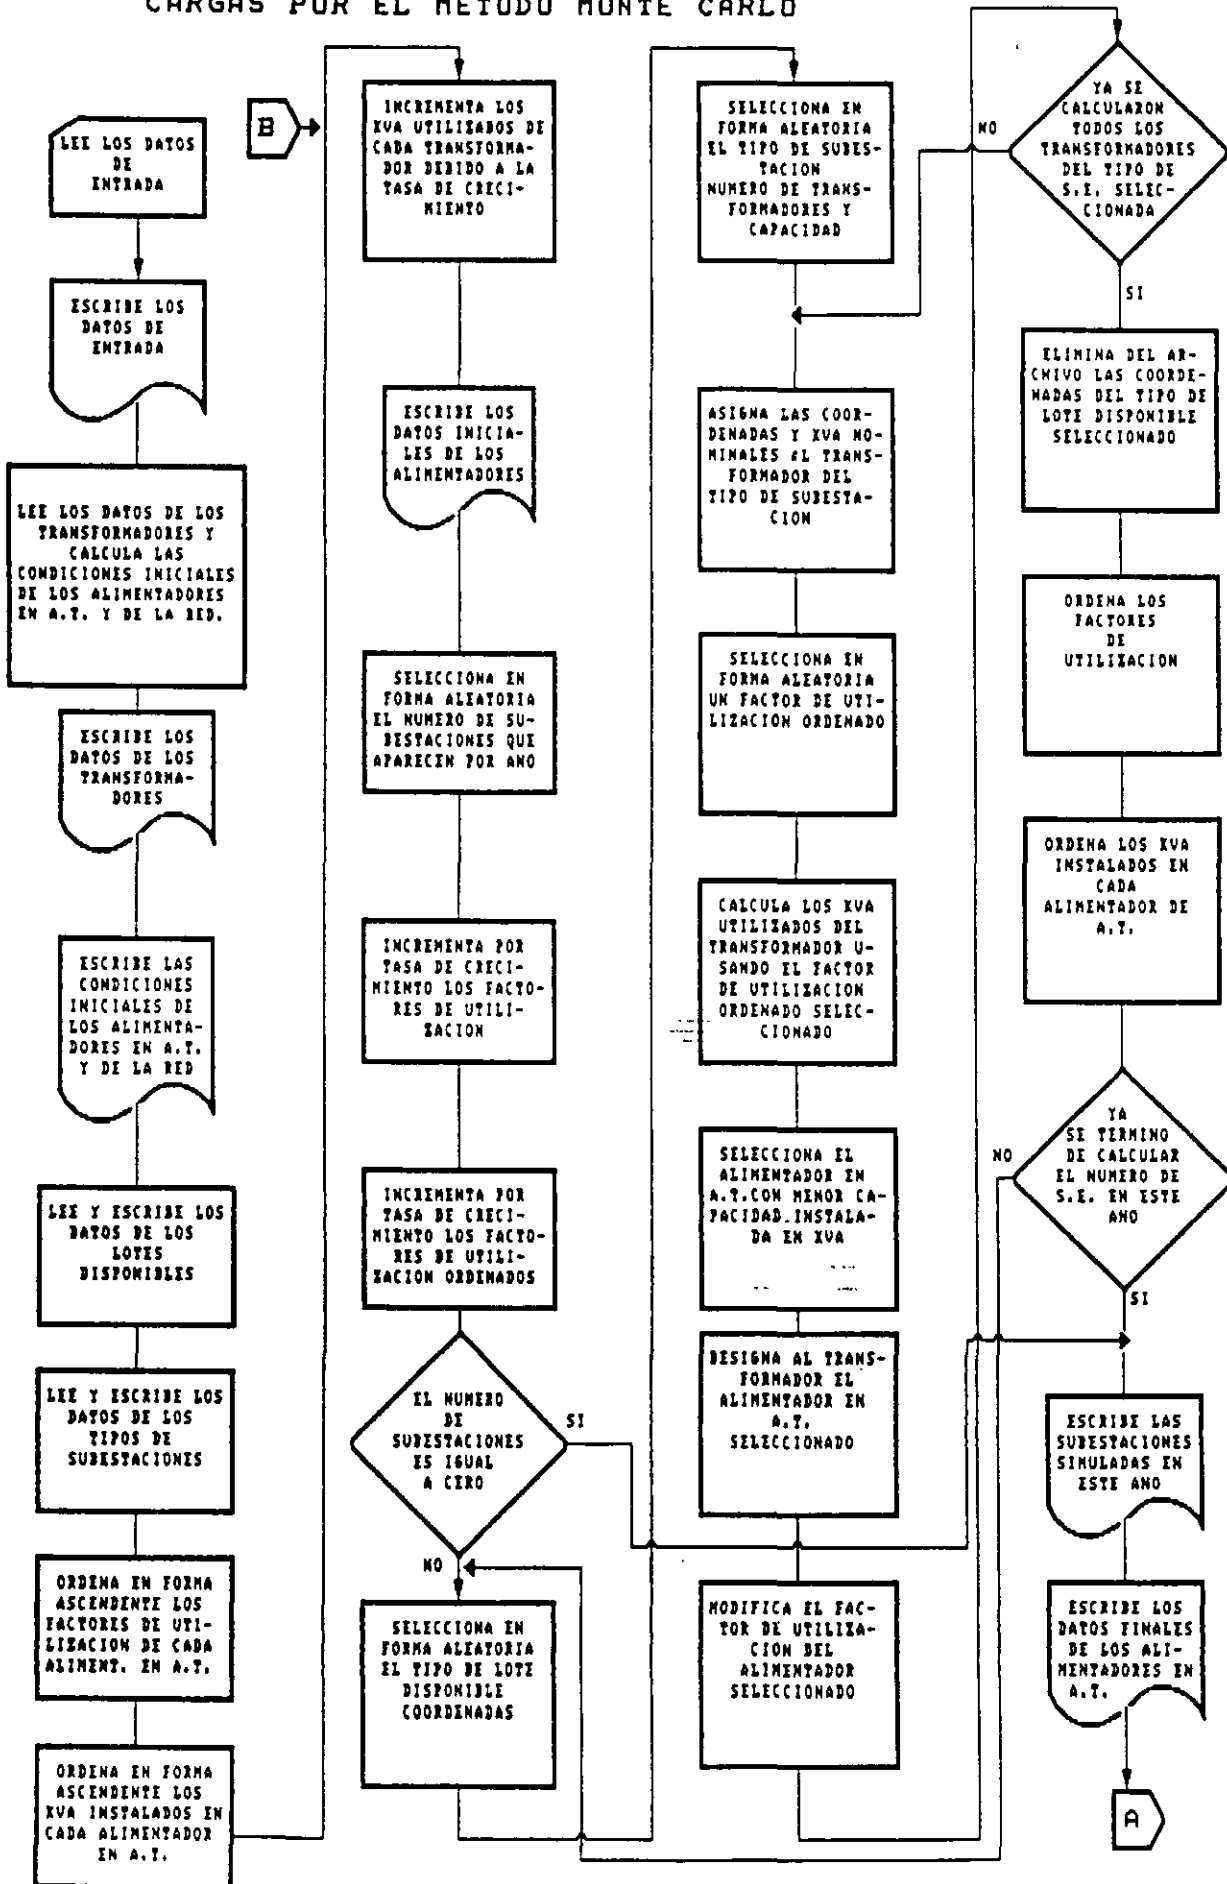 CARGAS POR EL METODO MONTE CARLO
LEE LOS DATOS
DE
ENTRADA
ESCRIBE LOS
DATOS DE
ENTRADA
LEE LOS DATOS DE LOS
TRANSFORMADORES Y
CALCULA LAS
CONDICIONES INICIALES
DE LOS ALIMENTADORES
EN A.T. Y DE LA RED.
ESCRIBE LOS
DATOS DE LOS
TRANSFORMA-
DORES
ESCRIBE LAS
CONDICIONES
INICIALES DE
LOS ALIMENTA-
DORES EN A.T.
Y DE LA RED
LEE Y ESCRIBE LOS
DATOS DE LOS
LOTES
DISPONIBLES
LEE Y ESCRIBE LOS
DATOS DE LOS
TIPOS DE
SUBESTACIONES
ORDENA EN FORMA
ASCENDENTE LOS
FACTORES DE UTI-
LIZACION DE CADA
ALIMENT. EN A.T.
ORDENA EN FORMA
ASCENDENTE LOS
KVA INSTALADOS EN
CADA ALIMENTADOR
EN A.T.
B
INCREMENTA LOS
KVA UTILIZADOS DE
CADA TRANSFORMA-
DOR DEBIDO A LA
TASA DE CRECI-
MIENTO
ESCRIBE LOS
DATOS INICIA-
LES DE LOS
ALIMENTADORES
SELECCIONA EN
FORMA ALEATORIA
EL NUMERO DE SU-
BESTACIONES QUE
APARECEN POR ANO
INCREMENTA POR
TASA DE CRECI-
MIENTO LOS FACTO-
RES DE UTILI-
ZACION
INCREMENTA POR
TASA DE CRECI-
MIENTO LOS FACTO-
RES DE UTILI-
ZACION ORDENADOS
EL NUMERO
DE
SUBESTACIONES
ES IGUAL
A CERO
SI
NO
SELECCIONA EN
FORMA ALEATORIA
EL TIPO DE LOTE
DISPONIBLE
COORDENADAS
SELECCIONA EN
FORMA ALEATORIA
EL TIPO DE SUBES-
TACION
NUMERO DE TRANS-
FORMADORES Y
CAPACIDAD
ASIGNA LAS COOR-
DENADAS Y KVA NO-
MINALES AL TRANS-
FORMADOR DEL
TIPO DE SUBESTA-
CION
SELECCIONA EN
FORMA ALEATORIA
UN FACTOR DE UTI-
LIZACION ORDENADO
CALCULA LOS KVA
UTILIZADOS DEL
TRANSFORMADOR U-
SANDO EL FACTOR
DE UTILIZACION
ORDENADO SELEC-
CIONADO
SELECCIONA EL
ALIMENTADOR EN
A.T.CON MENOR CA-
PACIDAD INSTALA-
DA EN KVA
DESIGNA AL TRANS-
FORMADOR EL
ALIMENTADOR EN
A.T.
SELECCIONADO
MODIFICA EL FAC-
TOR DE UTILIZA-
CION DEL
ALIMENTADOR
SELECCIONADO
YA SE
CALCULARON
TODOS LOS
TRANSFORMADORES
DEL TIPO DE
S.E. SELEC-
CIONADA
NO
SI
ELIMINA DEL AR-
CHIVO LAS COORDE-
NADAS DEL TIPO DE
LOTE DISPONIBLE
SELECCIONADO
ORDENA LOS
FACTORES
DE
UTILIZACION
ORDENA LOS KVA
INSTALADOS EN
CADA
ALIMENTADOR DE
A.T.
YA
SE TERMINO
DE CALCULAR
EL NUMERO DE
S.E. EN ESTE
ANO
NO
SI
ESCRIBE LAS
SUBESTACIONES
SIMULADAS EN
ESTE ANO
ESCRIBE LOS
DATOS FINALES
DE LOS ALI-
MENTADORES EN
A.T.
A